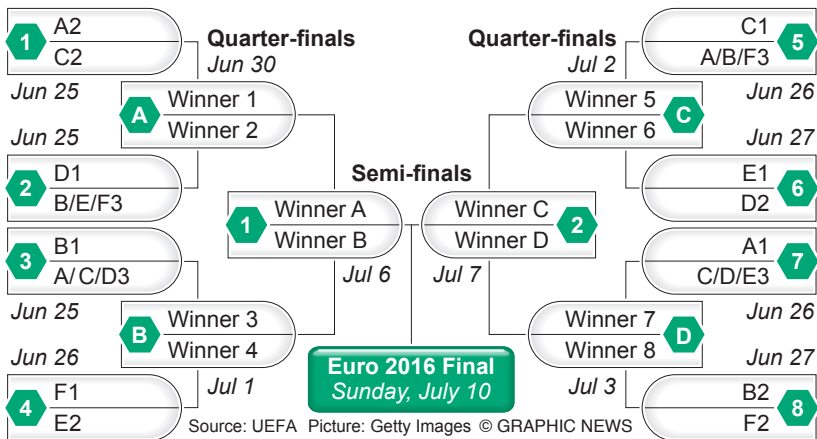 1
A2
C2
Jun 25
Quarter-finals
Jun 30
A
Winner 1
Winner 2
Jun 25
2
D1
B/E/F3
3
B1
A/C/D3
Jun 25
B
Winner 3
Winner 4
Jul 1
Jun 26
4
F1
E2
Semi-finals
1
Winner A
Winner B
Jul 6
Winner C
Winner D
2
Jul 7
Euro 2016 Final
Sunday, July 10
Quarter-finals
Jul 2
C1
A/B/F3
5
Jun 26
Winner 5
Winner 6
C
Jun 27
E1
D2
6
A1
C/D/E3
7
Jun 26
Winner 7
Winner 8
D
Jul 3
Jun 27
B2
F2
8
Source: UEFA Picture: Getty Images © GRAPHIC NEWS